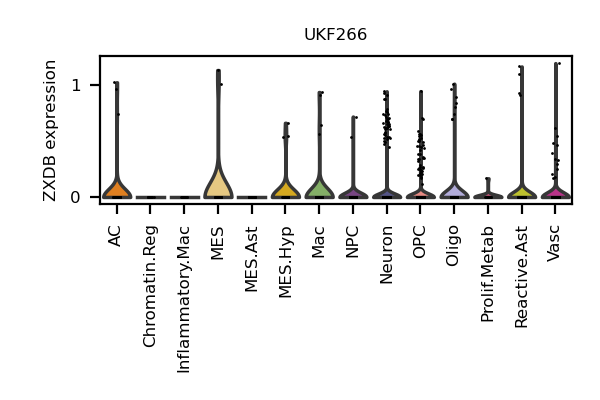 UKF266
ZXDB expression
1
0
AC
Chromatin.Reg
Inflammatory.Mac
MES
MES.Ast
MES.Hyp
Mac
NPC
Neuron
OPC
Oligo
Prolif.Metab
Reactive.Ast
Vasc